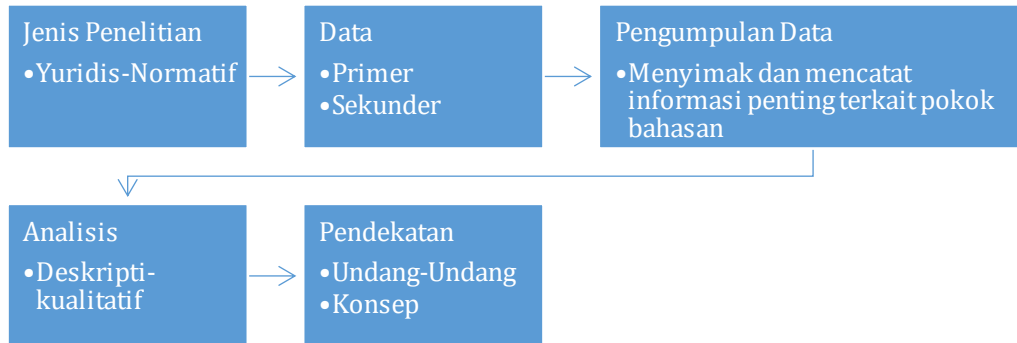 Jenis Penelitian
•Yuridis-Normatif
Data
•Primer
•Sekunder
Pengumpulan Data
•Menyimak dan mencatat
informasi penting terkait pokok
bahasan
Analisis
•Deskripti-
kualitatif
Pendekatan
•Undang-Undang
•Konsep